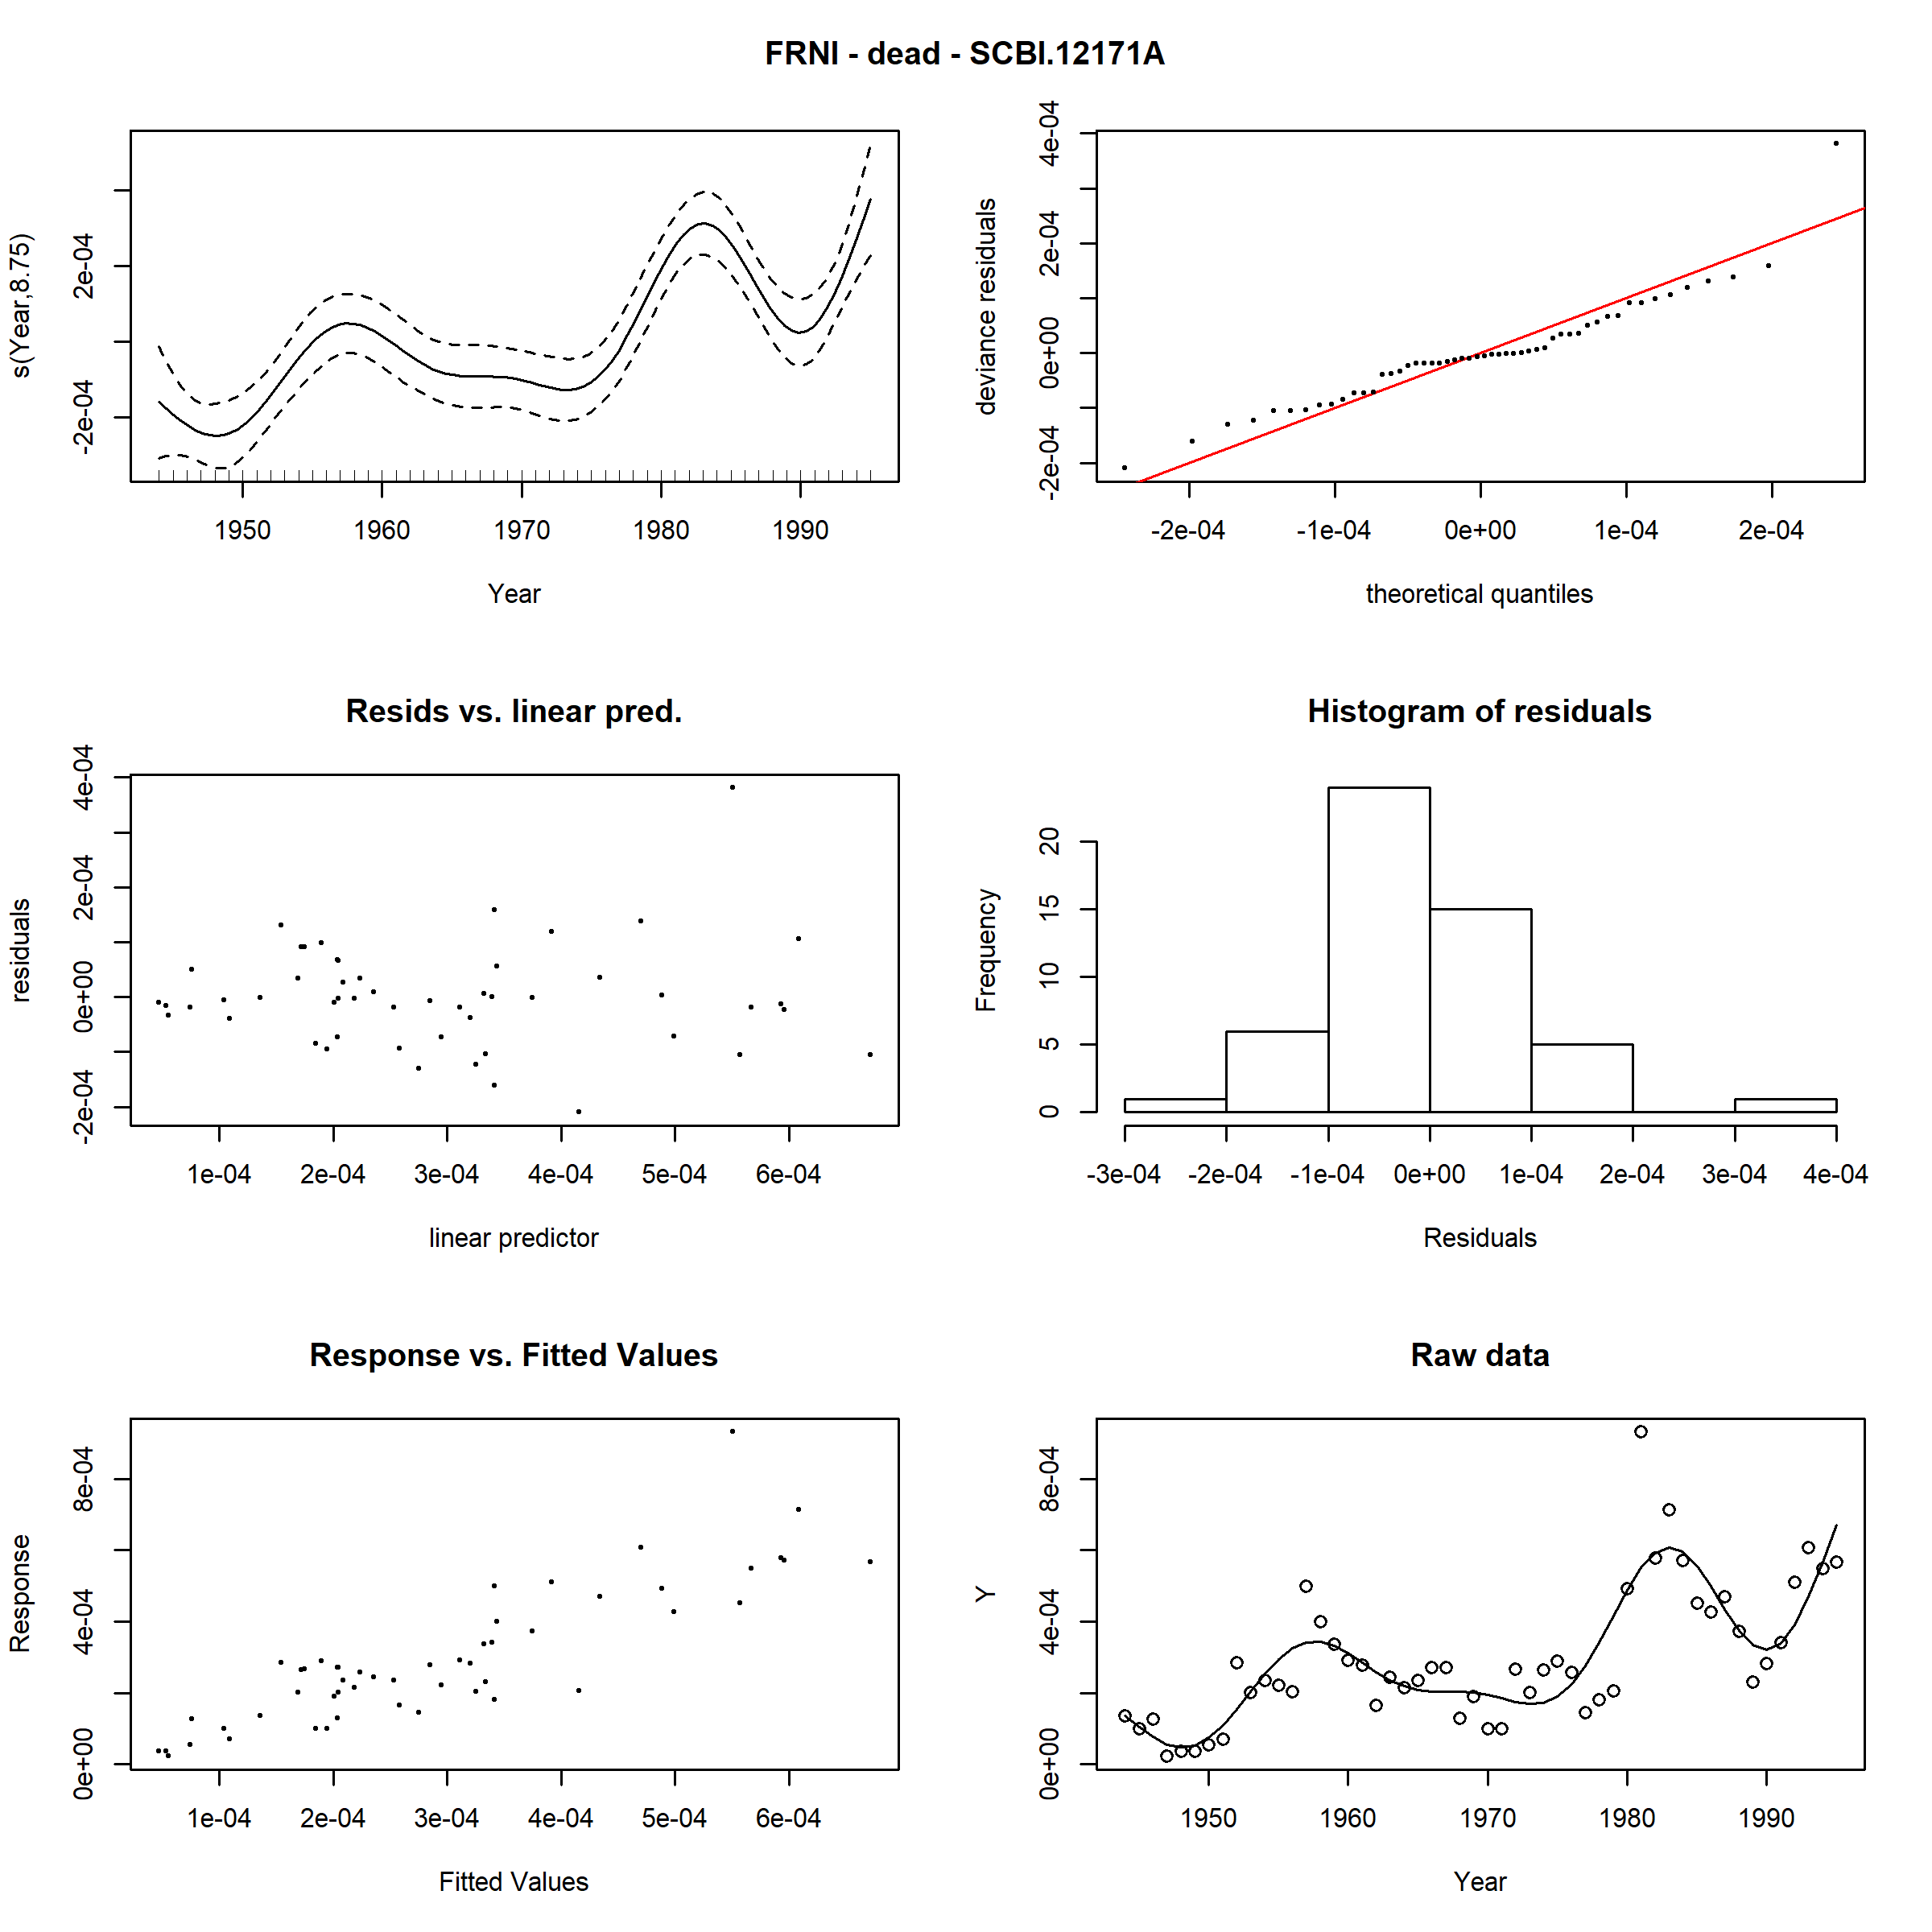 FRNI - dead - SCBI.12171A
s(Year,8.75)
-2e-04 2e-04
1950 1960 1970 1980 1990
Year
deviance residuals
-2e-04 0e+00 2e-04 4e-04
-2e-04 -1e-04 0e+00 1e-04 2e-04
theoretical quantiles
Resids vs. linear pred.
residuals
-2e-04 0e+00 2e-04 4e-04
1e-04 2e-04 3e-04 4e-04 5e-04 6e-04
linear predictor
Histogram of residuals
Frequency
0 5 10 15 20
-3e-04 -2e-04 -1e-04 0e+00 1e-04 2e-04 3e-04 4e-04
Residuals
Response vs. Fitted Values
Response
0e+00 4e-04 8e-04
1e-04 2e-04 3e-04 4e-04 5e-04 6e-04
Fitted Values
Raw data
Y
0e+00 4e-04 8e-04
1950 1960 1970 1980 1990
Year